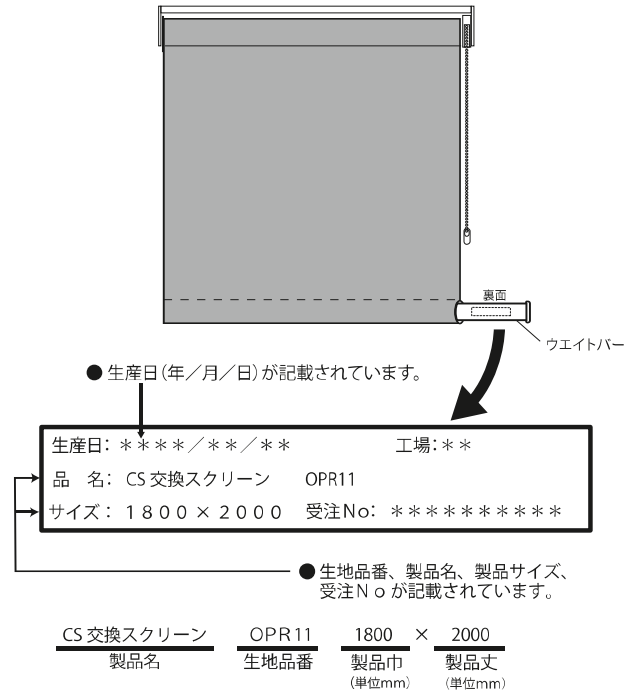 裏面
ウエイトバー
● 生産日(年／月／日)が記載されています。
生産日: ＊＊＊＊／＊＊／＊＊ 工場:＊＊
品 名: CS 交換スクリーン OPR11
サイズ: １８００×２０００ 受注No: ＊＊＊＊＊＊＊＊＊＊
● 生地品番、製品名、製品サイズ、
受注Ｎｏが記載されています。
CS 交換スクリーン OPR11 1800 × 2000
製品名 生地品番 製品巾 製品丈
(単位mm) (単位mm)